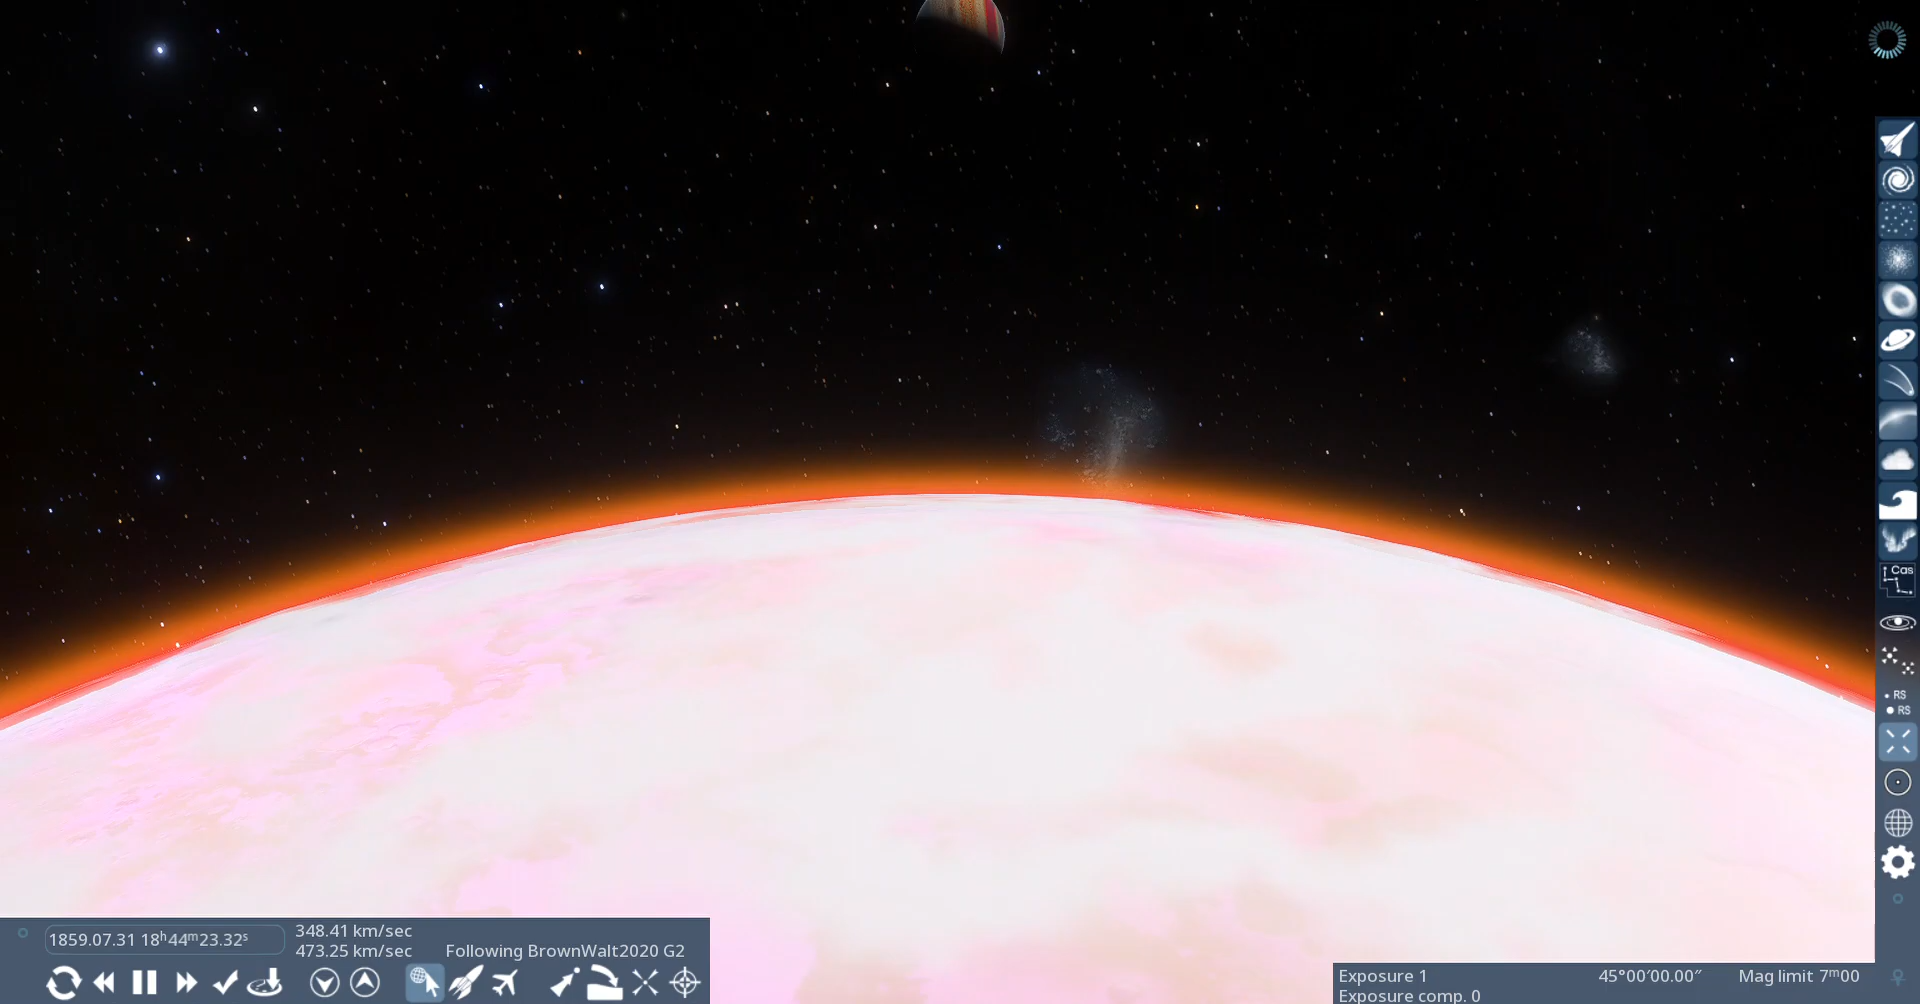 Cas
RS
RS
1859.07.31 18ʰ44ᵐ23.32ˢ
348.41 km/sec
473.25 km/sec
Following BrownWalt2020 G2
Exposure 1
45°00′00.00″
Mag limit 7ᵐ00
Exposure comp. 0